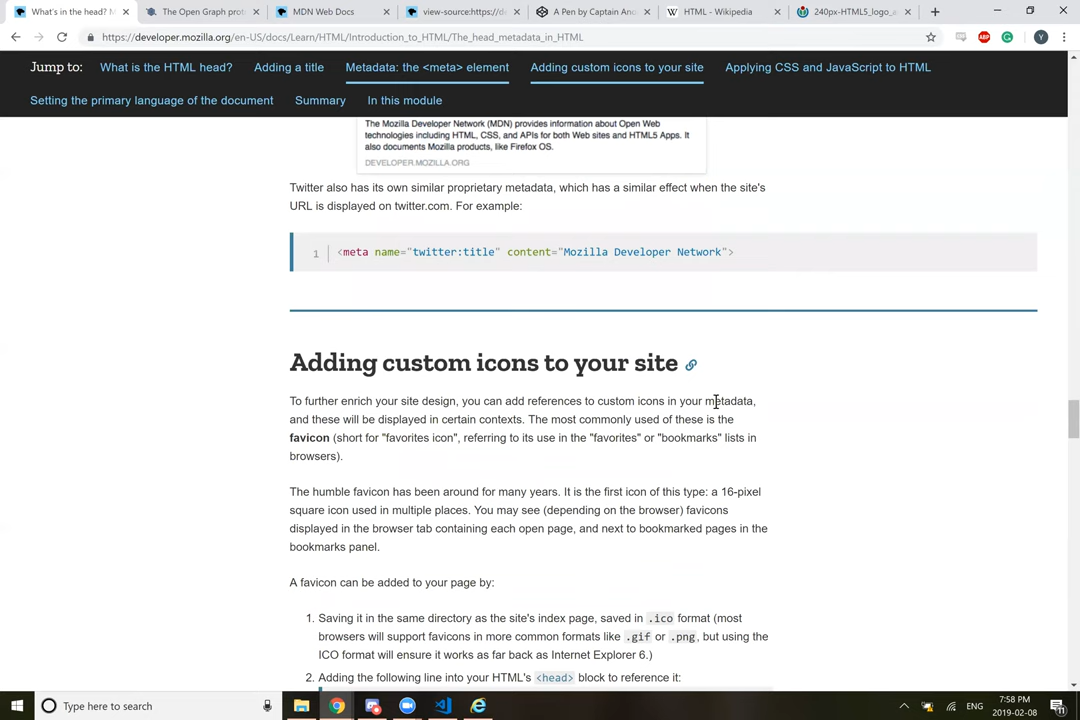 What's in the head? M
The Open Graph prot
MDN Web Docs
view-source:https://de
A Pen by Captain Ano
HTML - Wikipedia
240px-HTML5_logo_a
https://developer.mozilla.org/en-US/docs/Learn/HTML/Introduction_to_HTML/The_head_metadata_in_HTML
ABP
G
Y
Jump to: What is the HTML head? Adding a title Metadata: the <meta> element Adding custom icons to your site Applying CSS and JavaScript to HTML
Setting the primary language of the document Summary In this module
The Mozilla Developer Network (MDN) provides information about Open Web
technologies including HTML, CSS, and APIs for both Web sites and HTML5 Apps. It
also documents Mozilla products, like Firefox OS.
DEVELOPER.MOZILLA.ORG
Twitter also has its own similar proprietary metadata, which has a similar effect when the site's
URL is displayed on twitter.com. For example:
1 <meta name="twitter:title" content="Mozilla Developer Network">
Adding custom icons to your site
To further enrich your site design, you can add references to custom icons in your metadata,
and these will be displayed in certain contexts. The most commonly used of these is the
favicon (short for "favorites icon", referring to its use in the "favorites" or "bookmarks" lists in
browsers).
The humble favicon has been around for many years. It is the first icon of this type: a 16-pixel
square icon used in multiple places. You may see (depending on the browser) favicons
displayed in the browser tab containing each open page, and next to bookmarked pages in the
bookmarks panel.
A favicon can be added to your page by:
1. Saving it in the same directory as the site's index page, saved in .ico format (most
browsers will support favicons in more common formats like .gif or .png, but using the
ICO format will ensure it works as far back as Internet Explorer 6.)
2. Adding the following line into your HTML's <head> block to reference it:
Type here to search
ENG
7:58 PM
2019-02-08